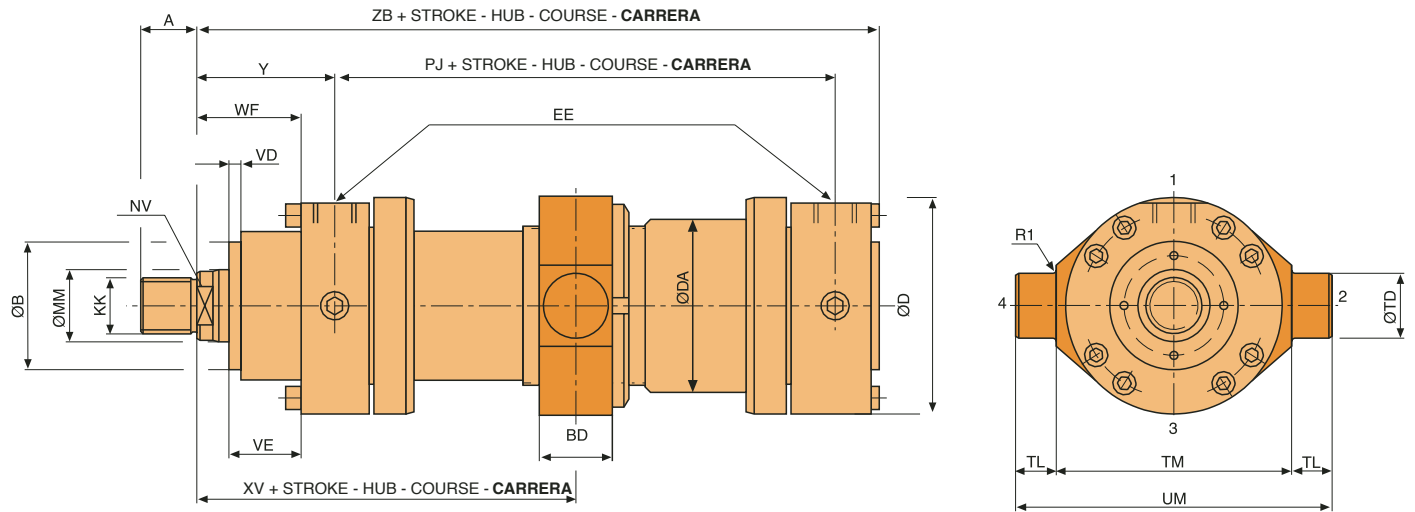 A
ZB + STROKE - HUB - COURSE - CARRERA
Y
PJ + STROKE - HUB - COURSE - CARRERA
WF
EE
VD
NV
ØB
ØMM
KK
ØDA
ØD
VE
BD
XV + STROKE - HUB - COURSE - CARRERA
1
R1
4
2
ØTD
3
TL
TM
TL
UM